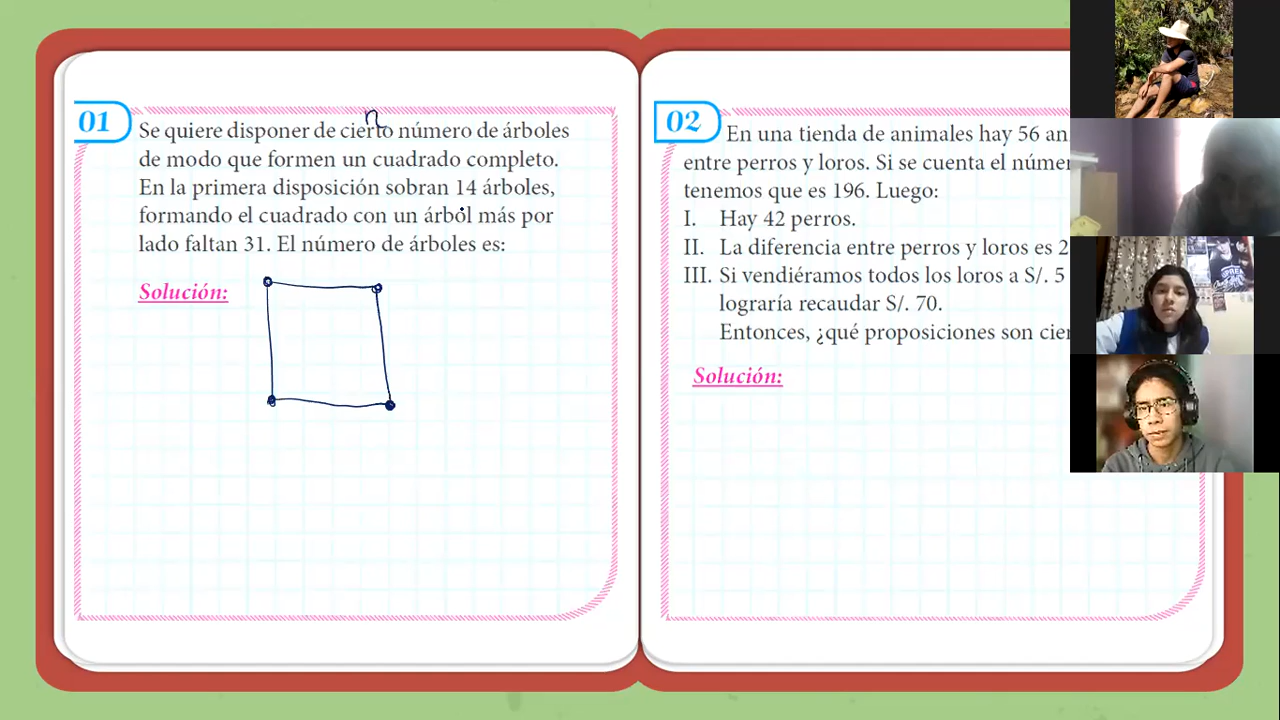 01
n
Se quiere disponer de cierto número de árboles
de modo que formen un cuadrado completo.
En la primera disposición sobran 14 árboles,
formando el cuadrado con un árbol más por
lado faltan 31. El número de árboles es:
Solución:
02
En una tienda de animales hay 56
entre perros y loros. Si se cuenta el
tenemos que es 196. Luego:
I. Hay 42 perros.
II. La diferencia entre perros y loros es
III. Si vendiéramos todos los loros a S/. 5
lograría recaudar S/. 70.
Entonces, ¿qué proposiciones son
Solución: